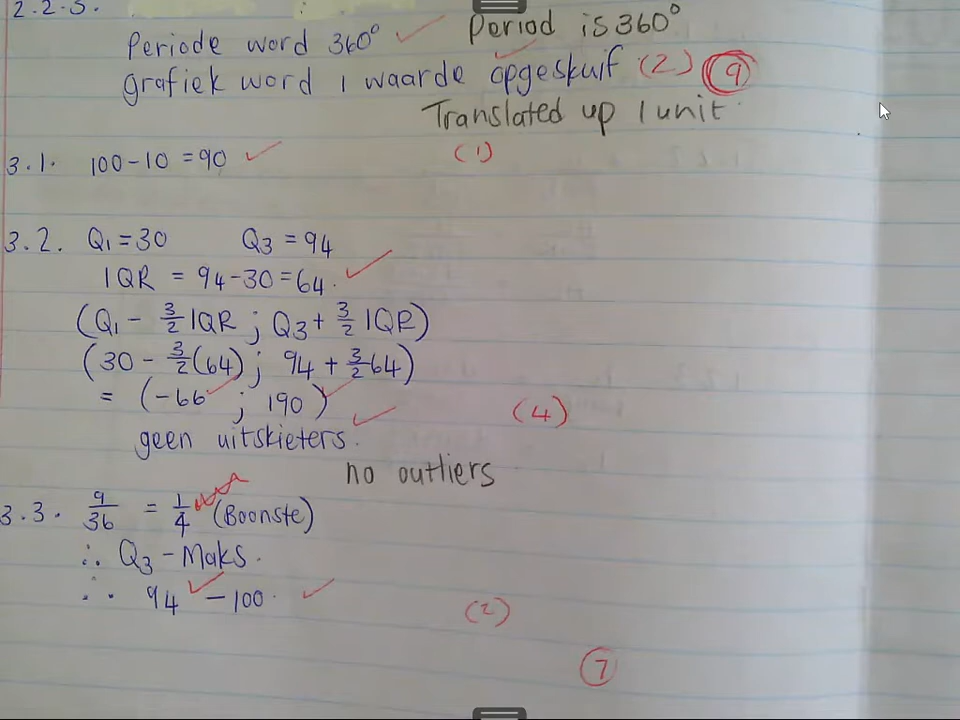 2.2.5.
Periode word 360° Period is 360°
grafiek word 1 waarde opgeskuif (2) 9
Translated up 1 unit.
3.1. 100-10 = 90 (1)
3.2. Q1 = 30 Q3 = 94
IQR = 94-30 = 64.
(Q1 - 3/2 IQR ; Q3 + 3/2 IQR)
(30 - 3/2(64) ; 94 + 3/2 64)
= (-66 ; 190) (4)
geen uitskieters.
no outliers
3.3. 9/36 = 1/4 (Boonste)
∴ Q3 - Maks.
∴ 94 - 100. (2)
7